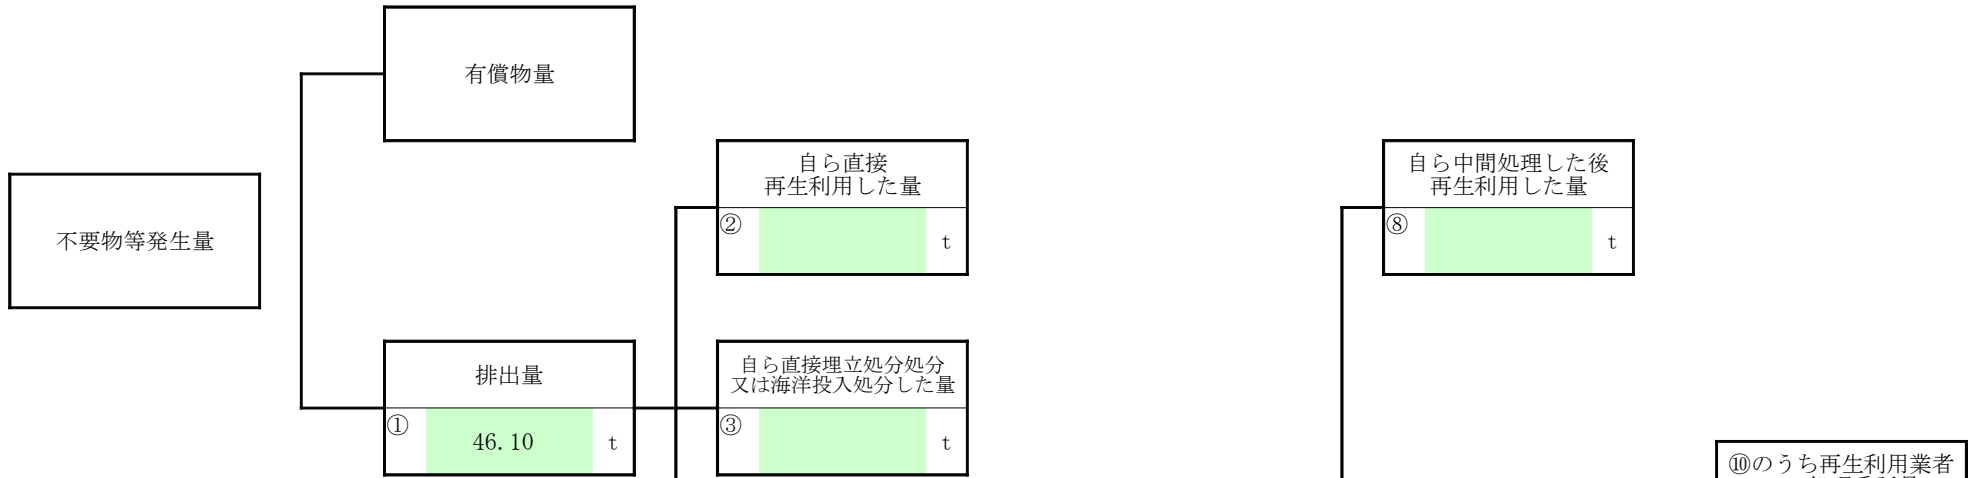 有償物量
自ら直接
再生利用した量
②
t
自ら中間処理した後
再生利用した量
⑧
t
不要物等発生量
排出量
①
46.10
t
自ら直接埋立処分処分
又は海洋投入処分した量
③
t
⑩のうち再生利用業者